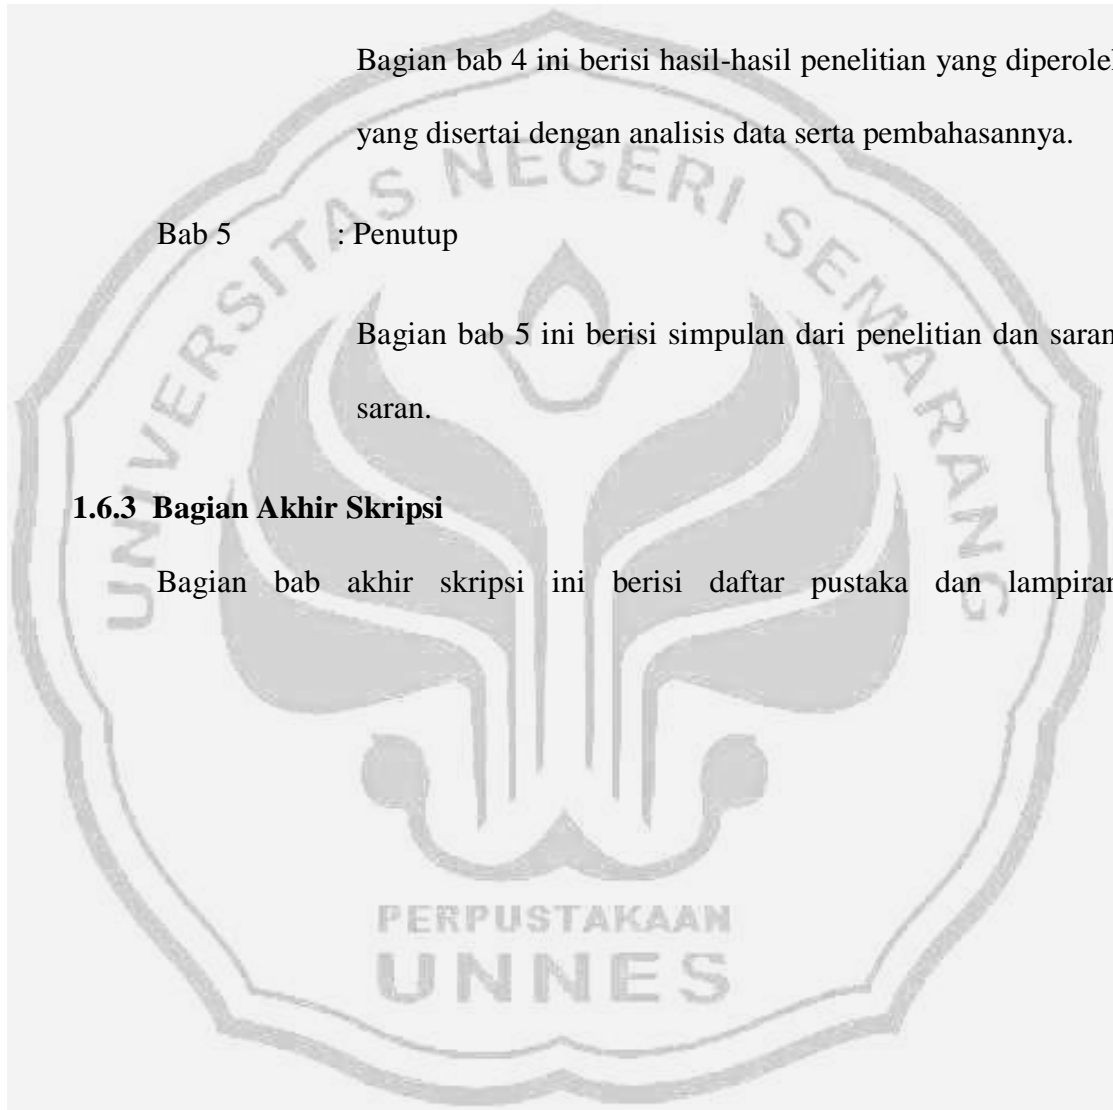 Bagian bab 4 ini berisi hasil-hasil penelitian yang diperoleh
yang disertai dengan analisis data serta pembahasannya.
Bab 5 : Penutup
Bagian bab 5 ini berisi simpulan dari penelitian dan saran
saran.
1.6.3 Bagian Akhir Skripsi
Bagian bab akhir skripsi ini berisi daftar pustaka dan lampiran
UNIVERSITAS NEGERI SEMARANG
PERPUSTAKAAN
UNNES